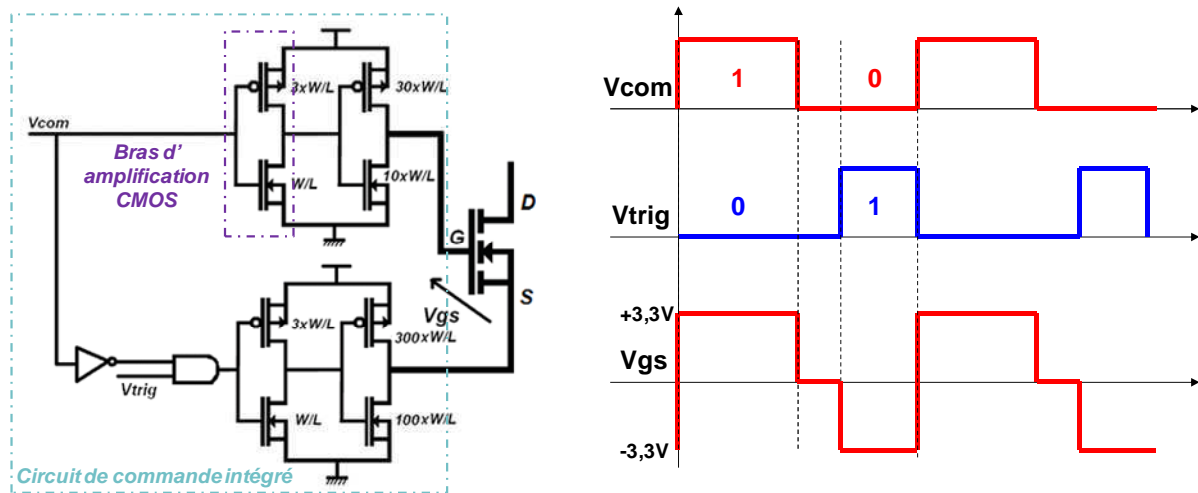 Vcom
3xW/L
30xW/L
Bras d'
amplification
CMOS
W/L
10xW/L
D
G
S
Vgs
3xW/L
300xW/L
Vtrig
W/L
100xW/L
Circuit de commande intégré
Vcom
1
0
Vtrig
0
1
+3,3V
Vgs
-3,3V